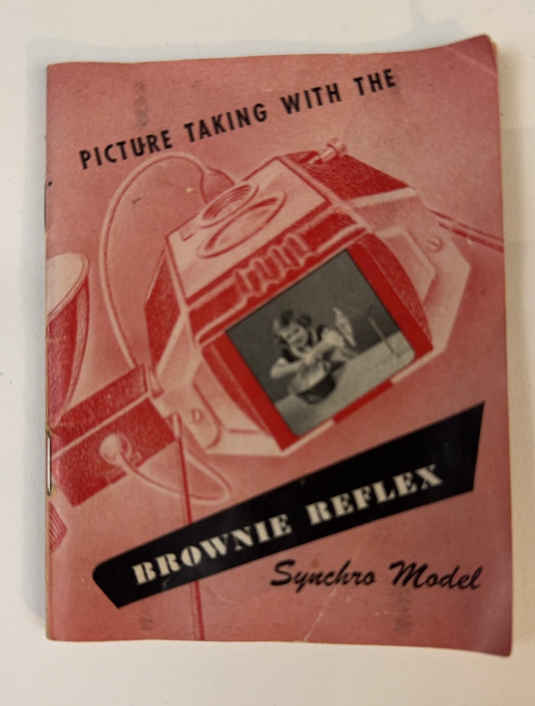 PICTURE TAKING WITH THE
BROWNIE REFLEX
Synchro Model